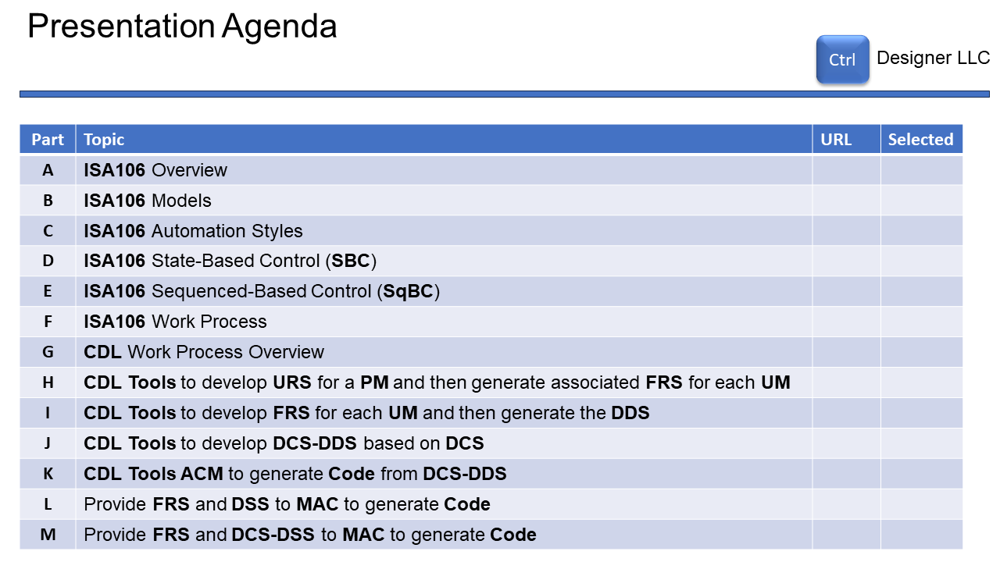 Presentation Agenda
Ctrl Designer LLC
Part Topic URL Selected
A ISA106 Overview
B ISA106 Models
C ISA106 Automation Styles
D ISA106 State-Based Control (SBC)
E ISA106 Sequenced-Based Control (SqBC)
F ISA106 Work Process
G CDL Work Process Overview
H CDL Tools to develop URS for a PM and then generate associated FRS for each UM
I CDL Tools to develop FRS for each UM and then generate the DDS
J CDL Tools to develop DCS-DDS based on DCS
K CDL Tools ACM to generate Code from DCS-DDS
L Provide FRS and DSS to MAC to generate Code
M Provide FRS and DCS-DSS to MAC to generate Code